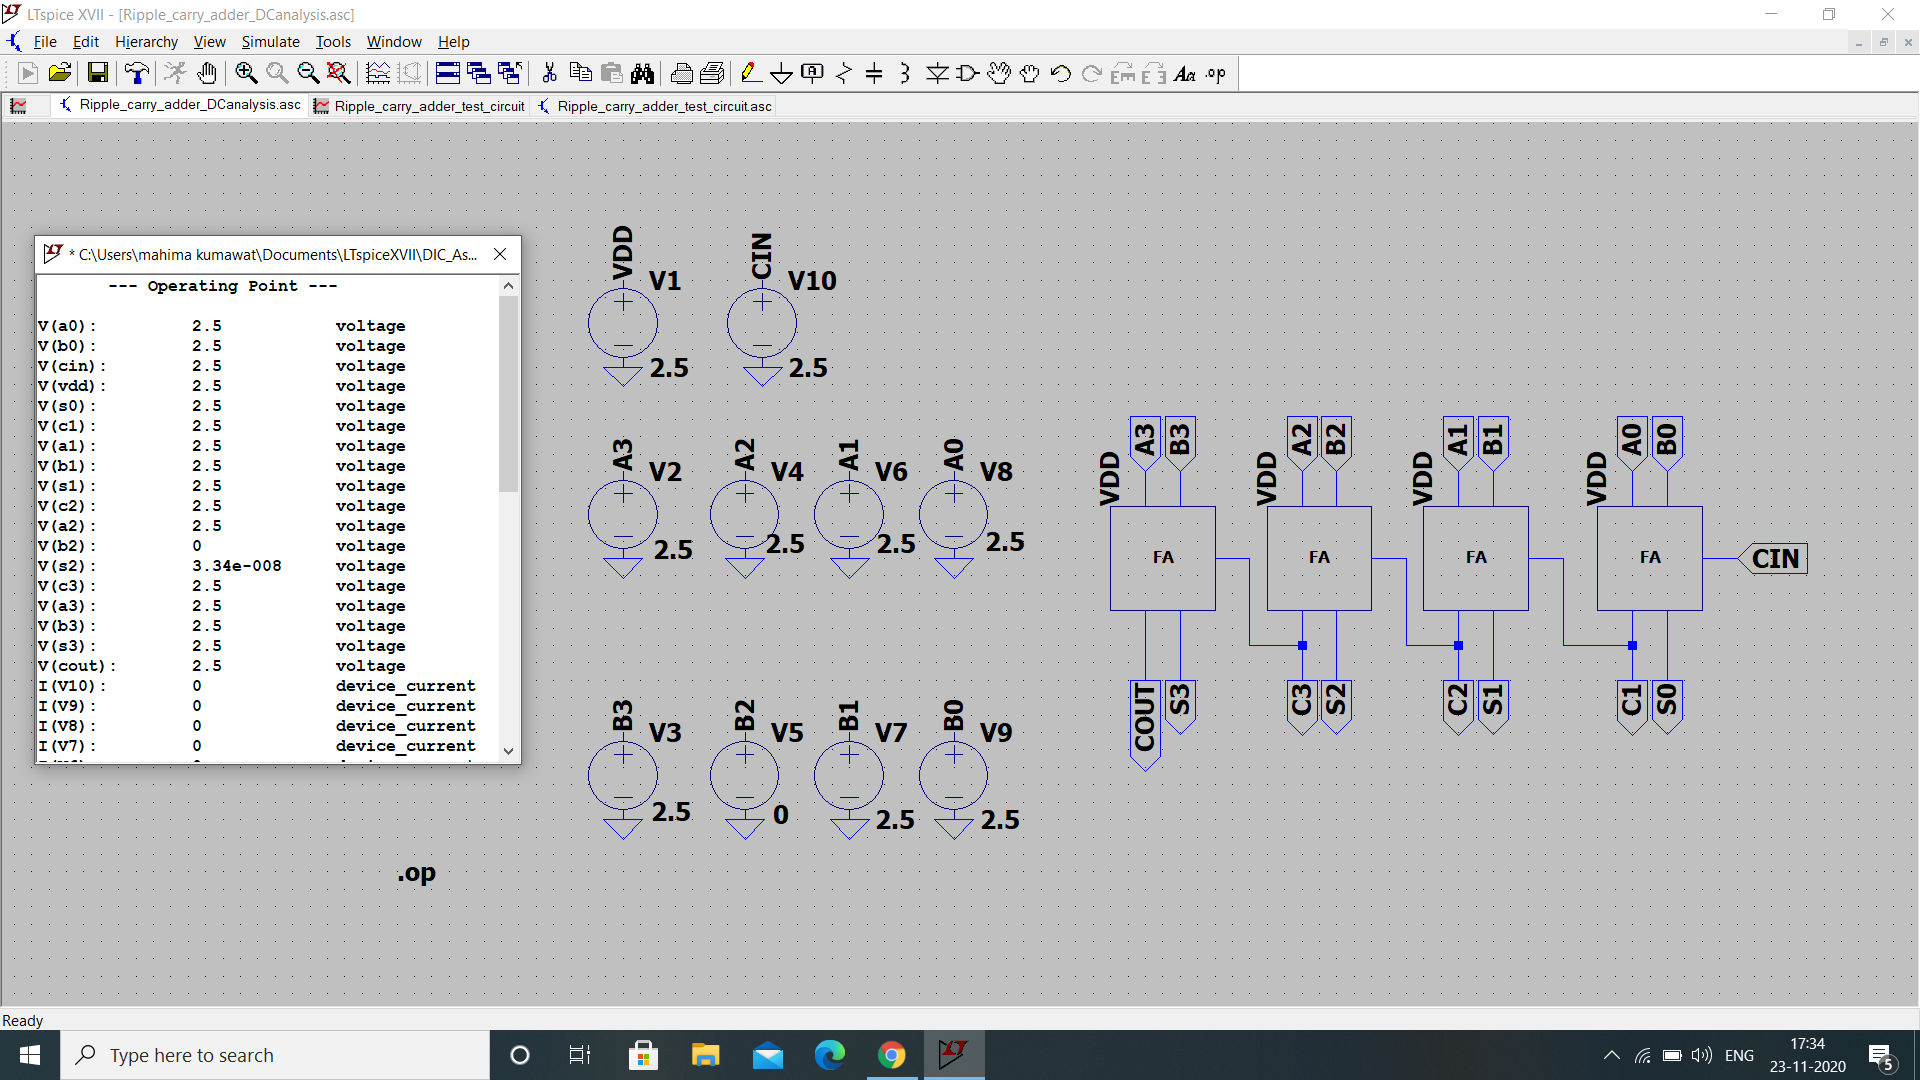 LTspice XVII - [Ripple_carry_adder_DCanalysis.asc]
File Edit Hierarchy View Simulate Tools Window Help
Aa .op
Ripple_carry_adder_DCanalysis.asc Ripple_carry_adder_test_circuit Ripple_carry_adder_test_circuit.asc
* C:\Users\mahima kumawat\Documents\LTspiceXVII\DIC_As...
--- Operating Point ---
V(a0): 2.5 voltage
V(b0): 2.5 voltage
V(cin): 2.5 voltage
V(vdd): 2.5 voltage
V(s0): 2.5 voltage
V(c1): 2.5 voltage
V(a1): 2.5 voltage
V(b1): 2.5 voltage
V(s1): 2.5 voltage
V(c2): 2.5 voltage
V(a2): 2.5 voltage
V(b2): 0 voltage
V(s2): 3.34e-008 voltage
V(c3): 2.5 voltage
V(a3): 2.5 voltage
V(b3): 2.5 voltage
V(s3): 2.5 voltage
V(cout): 2.5 voltage
I(V10): 0 device_current
I(V9): 0 device_current
I(V8): 0 device_current
I(V7): 0 device_current
VDD V1 2.5
CIN V10 2.5
A3 V2 2.5
A2 V4 2.5
A1 V6 2.5
A0 V8 2.5
B3 V3 2.5
B2 V5 0
B1 V7 2.5
B0 V9 2.5
.op
A3 B3 A2 B2 A1 B1 A0 B0
VDD VDD VDD VDD
FA FA FA FA CIN
COUT S3 C3 S2 C2 S1 C1 S0
Ready
Type here to search
ENG
17:34
23-11-2020
5